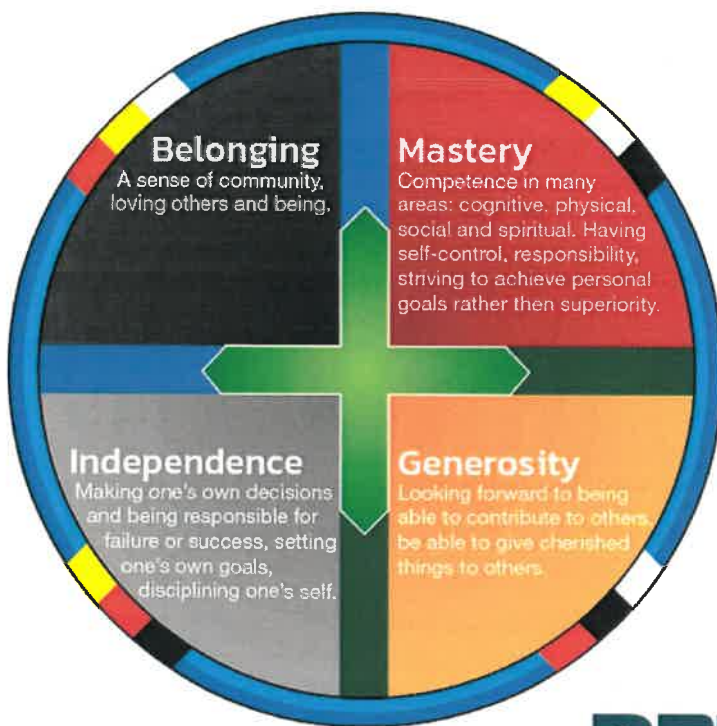 Belonging
A sense of community,
loving others and being.
Mastery
Competence in many
areas: cognitive, physical,
social and spiritual. Having
self-control, responsibility,
striving to achieve personal
goals rather then superiority.
Independence
Making one's own decisions
and being responsible for
failure or success, setting
one's own goals,
disciplining one's self.
Generosity
Looking forward to being
able to contribute to others,
be able to give cherished
things to others.